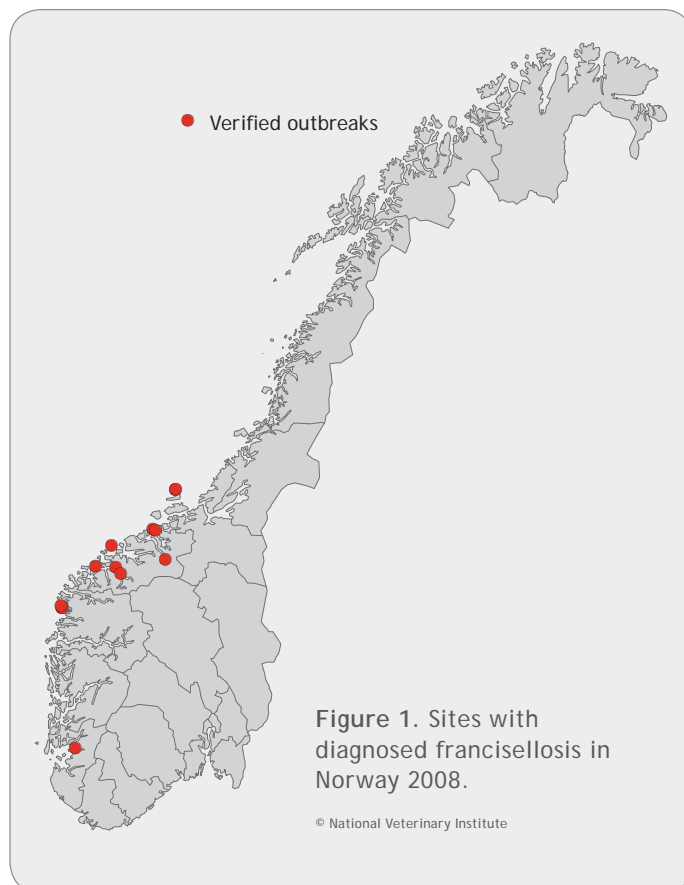 Verified outbreaks
Figure 1. Sites with
diagnosed francisellosis in
Norway 2008.
© National Veterinary Institute